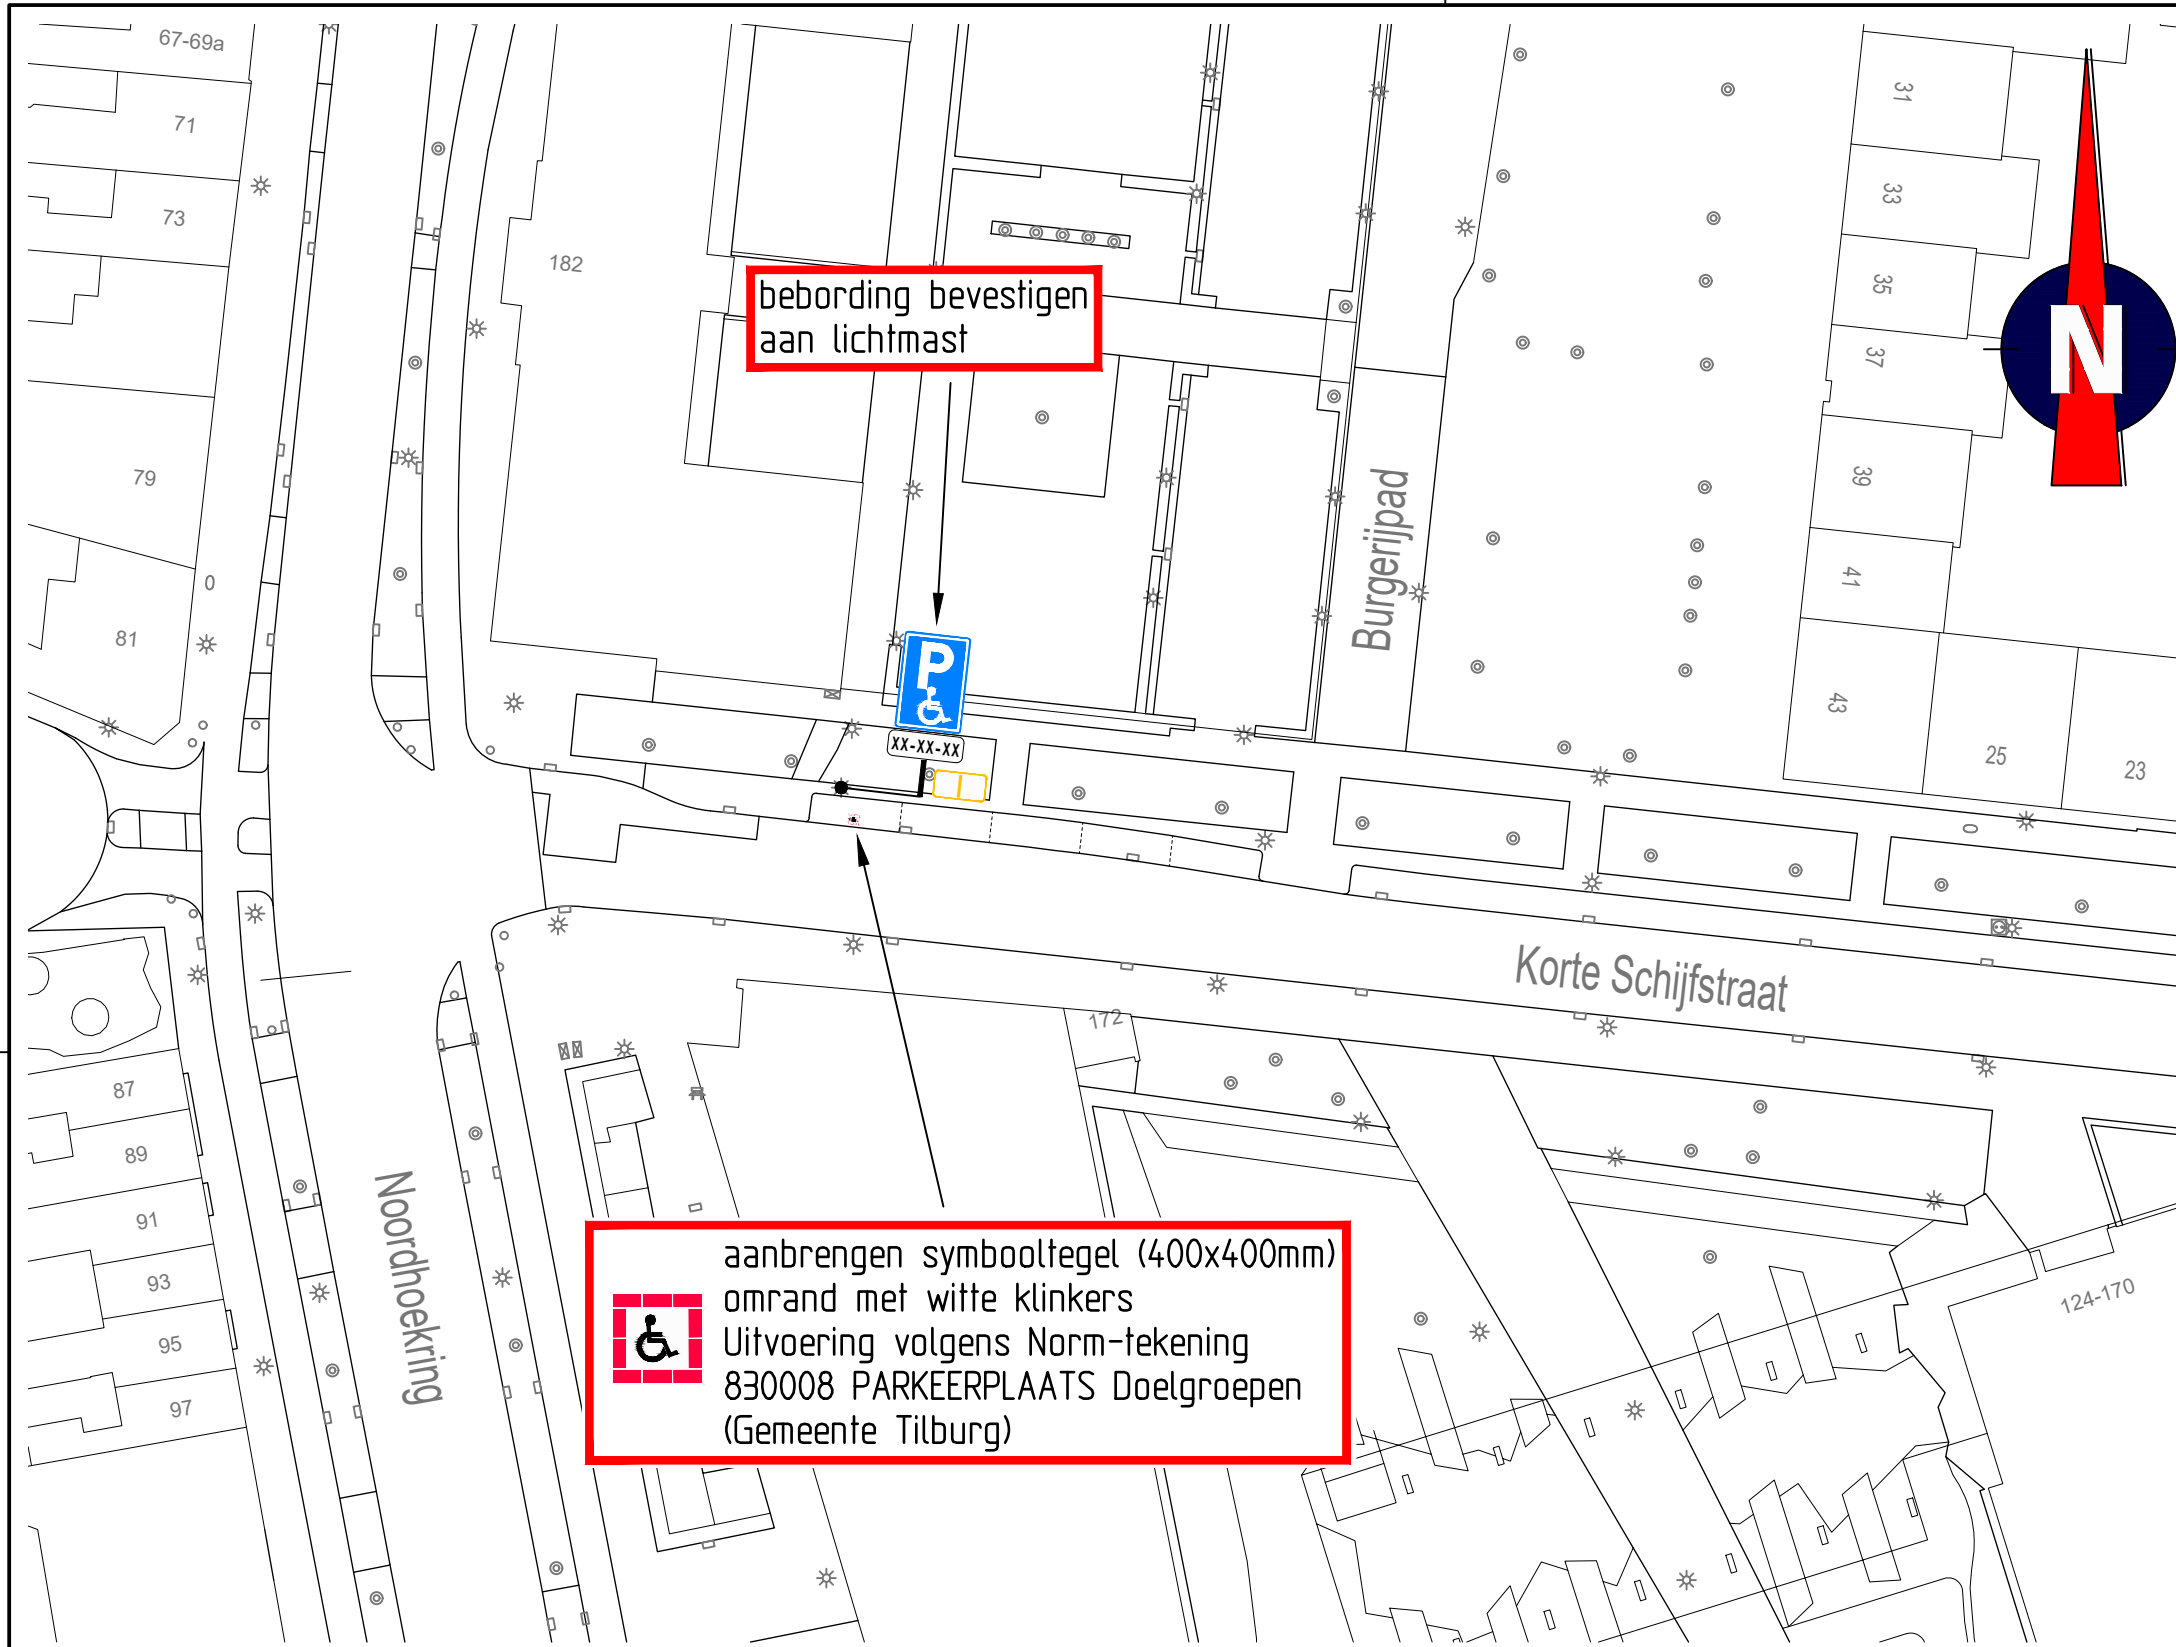 67-69a
71
73
79
0
81
182
bebording bevestigen
aan lichtmast
P
XX-XX-XX
Burgerijpad
31
33
35
37
39
41
43
25
23
N
0
Korte Schijfstraat
172
Noordhoekring
87
89
91
93
95
97
aanbrengen symbooltegel (400x400mm)
omrand met witte klinkers
Uitvoering volgens Norm-tekening
830008 PARKEERPLAATS Doelgroepen
(Gemeente Tilburg)
124-170